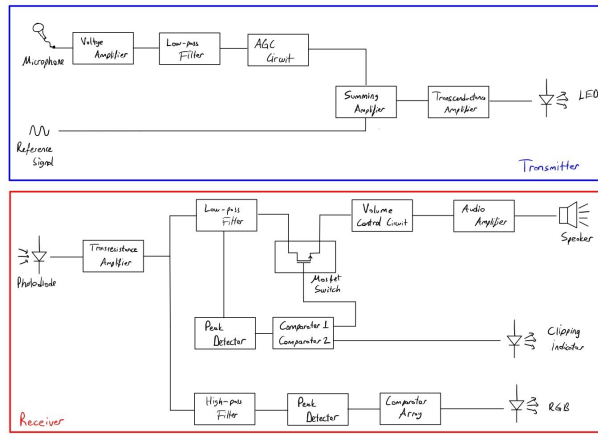 Microphone
Voltage
Amplifier
Low-pass
Filter
AGC
Circuit
Summing
Amplifier
Transconductance
Amplifier
LED
Reference
Signal
Transmitter
Photodiode
Transresistance
Amplifier
Low-pass
Filter
Mosfet
Switch
Volume
Control Circuit
Audio
Amplifier
Speaker
Peak
Detector
Comparator 1
Comparator 2
Clipping
indicator
High-pass
Filter
Peak
Detector
Comparator
Array
RGB
Receiver